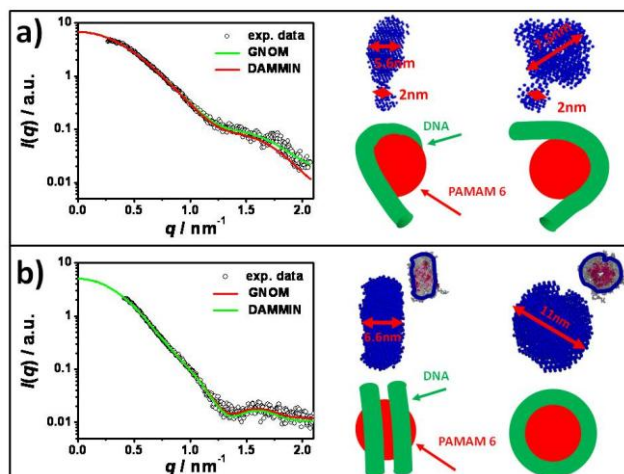 a)
I(q) / a.u.
10
1
0.1
0.01
exp. data
GNOM
DAMMIN
0.0 0.5 1.0 1.5 2.0
q / nm⁻¹
5.6nm
2nm
7.5nm
2nm
DNA
PAMAM 6
b)
I(q) / a.u.
10
1
0.1
0.01
exp. data
GNOM
DAMMIN
0.0 0.5 1.0 1.5 2.0
q / nm⁻¹
6.6nm
11nm
DNA
PAMAM 6